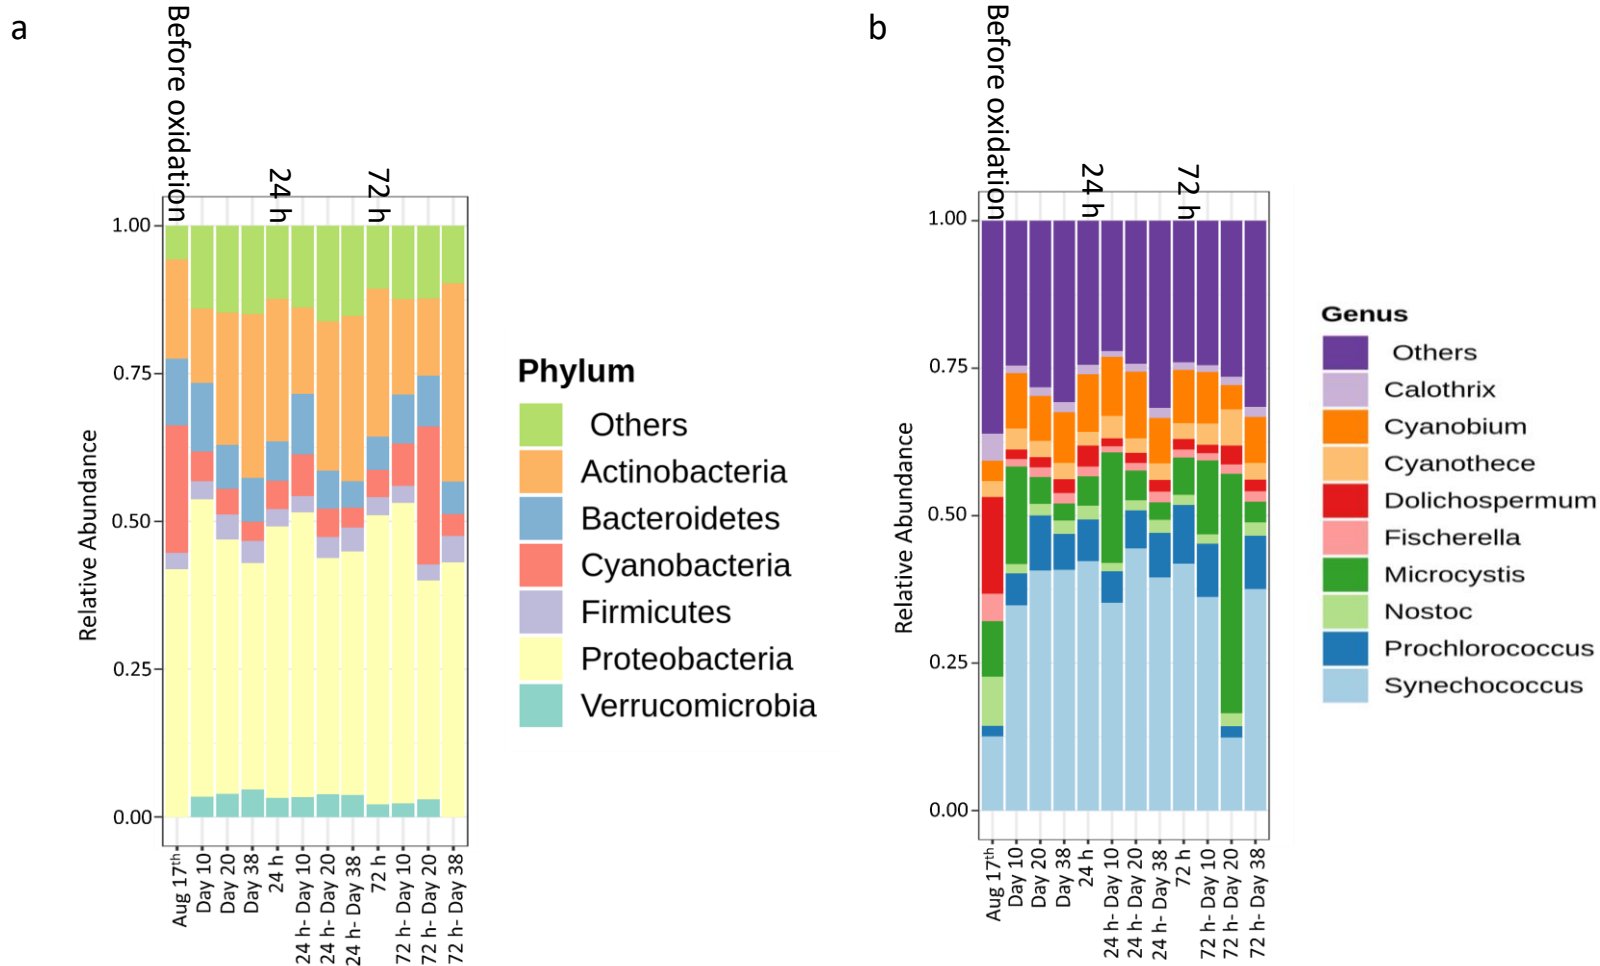 a
Before oxidation
24 h
72 h
1.00
0.75
0.50
0.25
0.00
Relative Abundance
Aug 17th
Day 10
Day 20
Day 38
24 h
24 h- Day 10
24 h- Day 20
24 h- Day 38
72 h
72 h- Day 10
72 h- Day 20
72 h- Day 38
Phylum
Others
Actinobacteria
Bacteroidetes
Cyanobacteria
Firmicutes
Proteobacteria
Verrucomicrobia
b
Before oxidation
24 h
72 h
1.00
0.75
0.50
0.25
0.00
Relative Abundance
Aug 17th
Day 10
Day 20
Day 38
24 h
24 h- Day 10
24 h- Day 20
24 h- Day 38
72 h
72 h- Day 10
72 h- Day 20
72 h- Day 38
Genus
Others
Calothrix
Cyanobium
Cyanothece
Dolichospermum
Fischerella
Microcystis
Nostoc
Prochlorococcus
Synechococcus